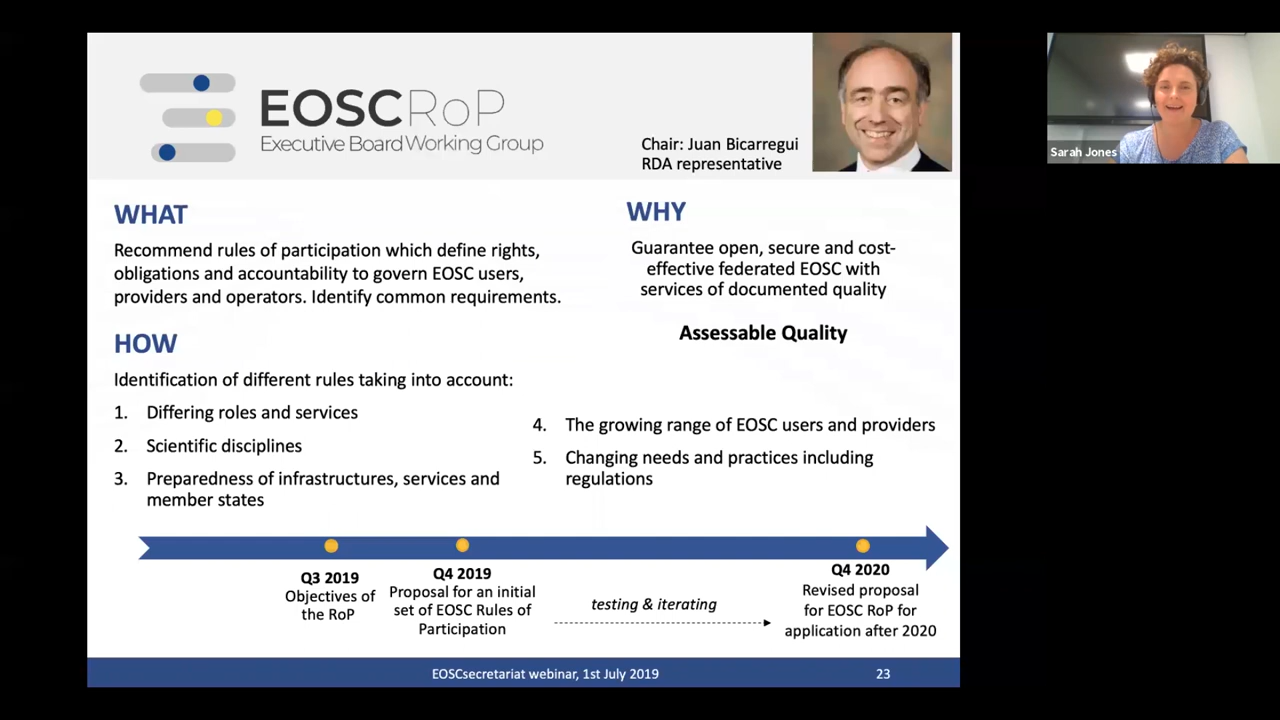 EOSCRoP
Executive Board Working Group
Chair: Juan Bicarregui
RDA representative
Sarah Jones
WHAT
Recommend rules of participation which define rights,
obligations and accountability to govern EOSC users,
providers and operators. Identify common requirements.
WHY
Guarantee open, secure and cost-
effective federated EOSC with
services of documented quality
Assessable Quality
HOW
Identification of different rules taking into account:
1. Differing roles and services
2. Scientific disciplines
3. Preparedness of infrastructures, services and
member states
4. The growing range of EOSC users and providers
5. Changing needs and practices including
regulations
Q3 2019
Objectives of
the RoP
Q4 2019
Proposal for an initial
set of EOSC Rules of
Participation
testing & iterating
Q4 2020
Revised proposal
for EOSC RoP for
application after 2020
EOSCsecretariat webinar, 1st July 2019
23